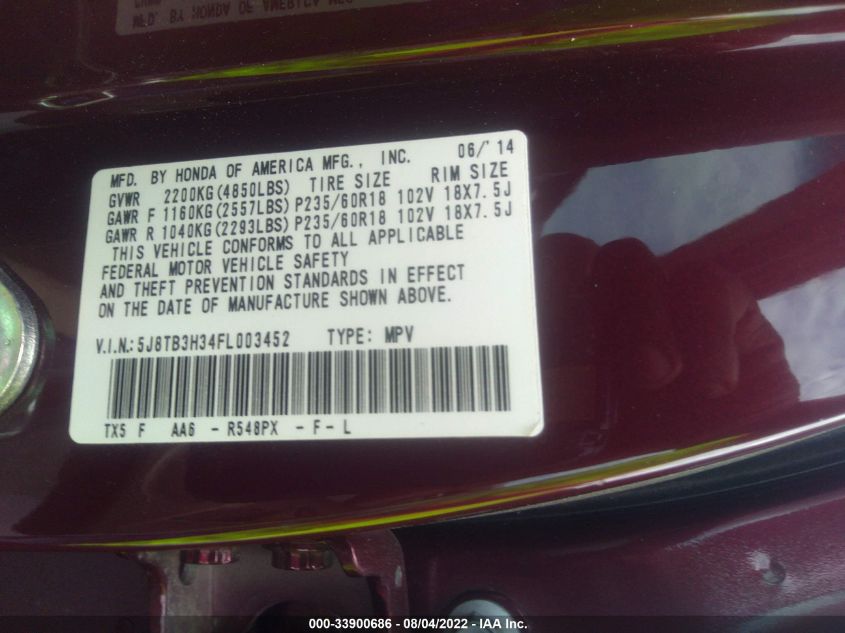 MFD. BY HONDA OF AMERICA MFG., INC. 06/'14
GVWR 2200KG(4850LBS) TIRE SIZE RIM SIZE
GAWR F 1160KG(2557LBS)P235/60R18 102V 18X7.5J
GAWR R 1040KG(2293LBS)P235/60R18 102V 18X7.5J
THIS VEHICLE CONFORMS TO ALL APPLICABLE
FEDERAL MOTOR VEHICLE SAFETY
AND THEFT PREVENTION STANDARDS IN EFFECT
ON THE DATE OF MANUFACTURE SHOWN ABOVE.
V.I.N.:5J8TB3H34FL003452 TYPE: MPV
TX5 F AA6 -R548PX -F-L
000-33900686 - 08/04/2022 - IAA Inc.